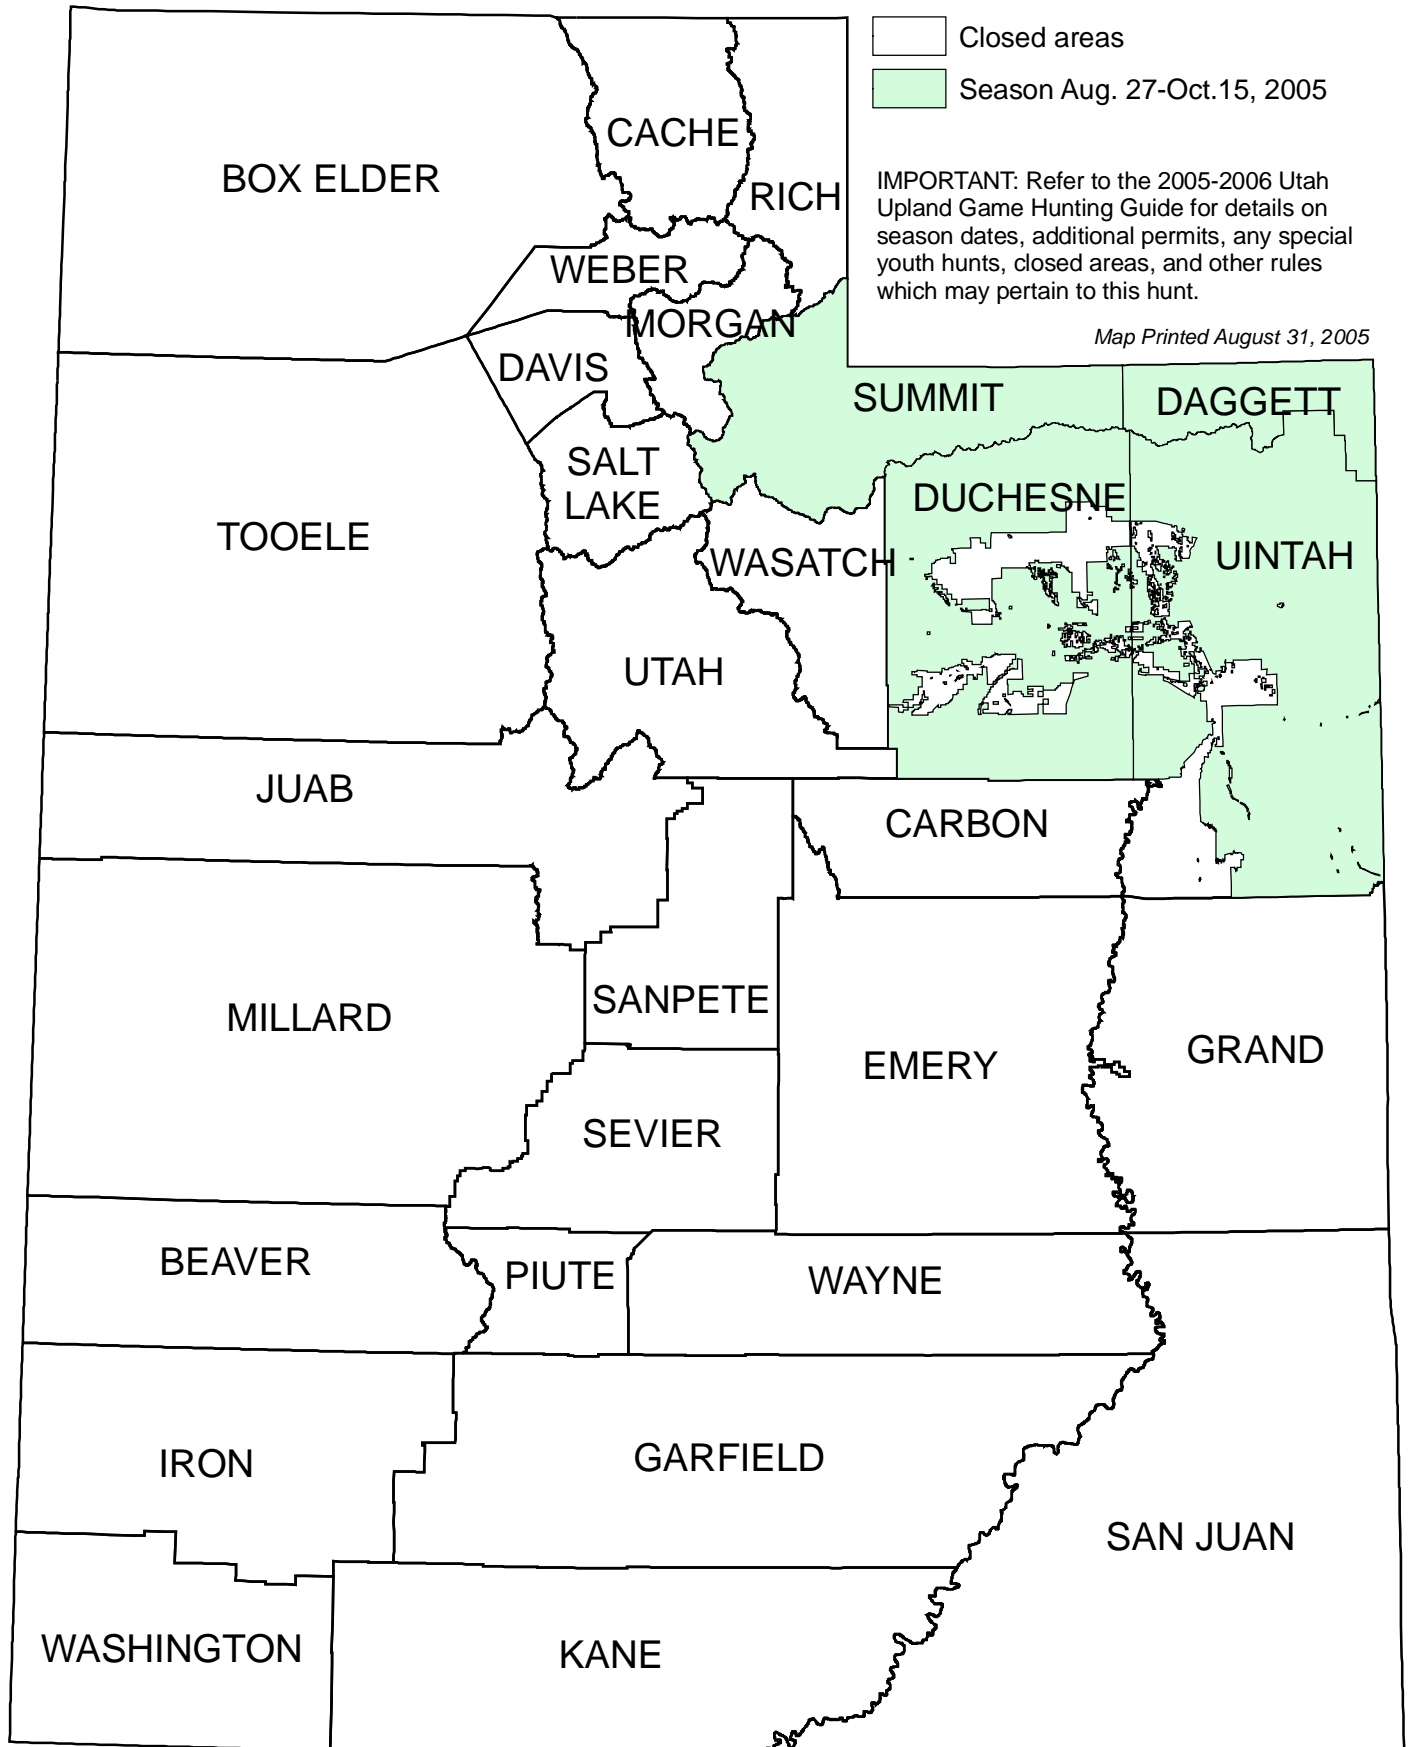 Closed areas
Season Aug. 27-Oct.15, 2005
IMPORTANT: Refer to the 2005-2006 Utah
Upland Game Hunting Guide for details on
season dates, additional permits, any special
youth hunts, closed areas, and other rules
which may pertain to this hunt.
Map Printed August 31, 2005
CACHE
BOX ELDER
RICH
WEBER
MORGAN
DAVIS
SUMMIT
DAGGETT
SALT
LAKE
DUCHESNE
TOOELE
WASATCH
UINTAH
UTAH
JUAB
CARBON
SANPETE
MILLARD
EMERY
GRAND
SEVIER
BEAVER
PIUTE
WAYNE
IRON
GARFIELD
SAN JUAN
WASHINGTON
KANE